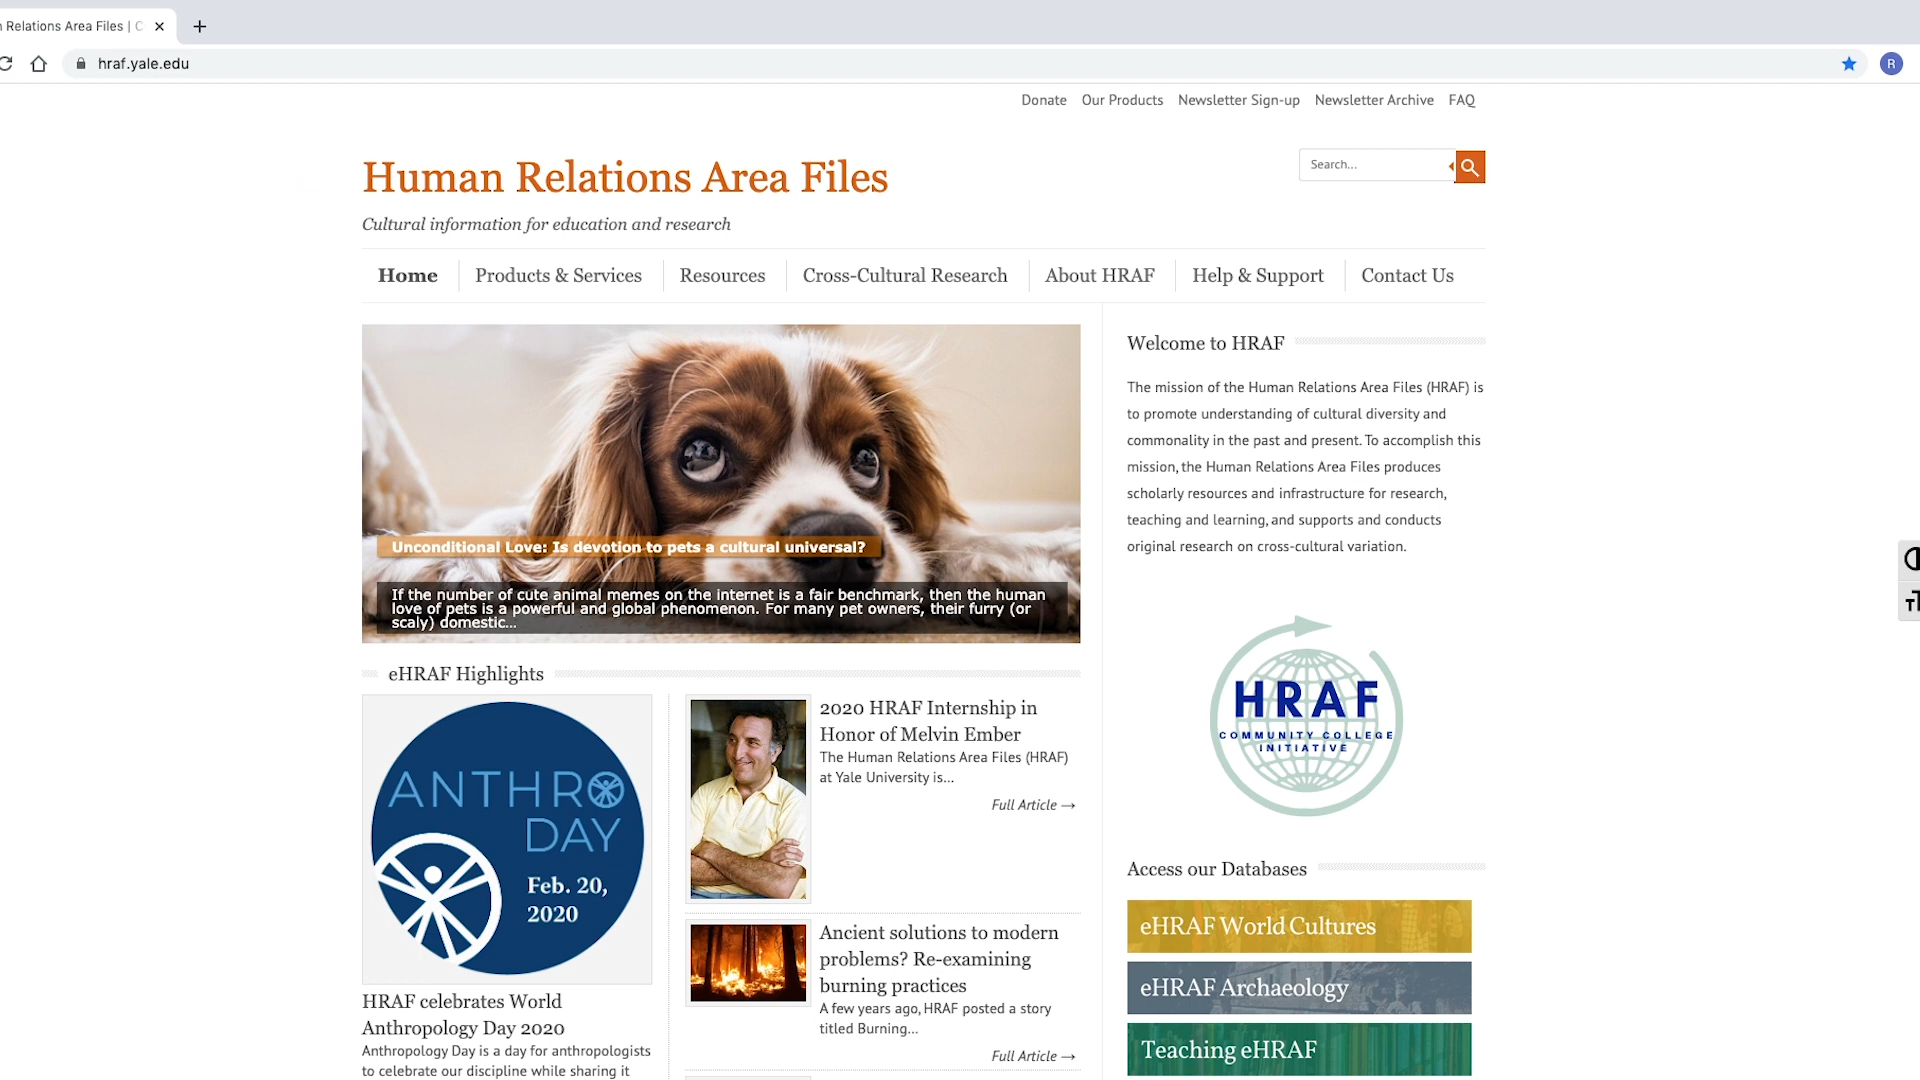 Relations Area Files | C
hraf.yale.edu
R
Donate Our Products Newsletter Sign-up Newsletter Archive FAQ
Human Relations Area Files
Search...
Cultural information for education and research
Home Products & Services Resources Cross-Cultural Research About HRAF Help & Support Contact Us
Unconditional Love: Is devotion to pets a cultural universal?
If the number of cute animal memes on the internet is a fair benchmark, then the human
love of pets is a powerful and global phenomenon. For many pet owners, their furry (or
scaly) domestic...
eHRAF Highlights
ANTHRO
DAY
Feb. 20,
2020
HRAF celebrates World
Anthropology Day 2020
Anthropology Day is a day for anthropologists
to celebrate our discipline while sharing it
2020 HRAF Internship in
Honor of Melvin Ember
The Human Relations Area Files (HRAF)
at Yale University is...
Full Article →
Ancient solutions to modern
problems? Re-examining
burning practices
A few years ago, HRAF posted a story
titled Burning...
Full Article →
Welcome to HRAF
The mission of the Human Relations Area Files (HRAF) is
to promote understanding of cultural diversity and
commonality in the past and present. To accomplish this
mission, the Human Relations Area Files produces
scholarly resources and infrastructure for research,
teaching and learning, and supports and conducts
original research on cross-cultural variation.
HRAF
COMMUNITY COLLEGE
INITIATIVE
Access our Databases
eHRAF World Cultures
eHRAF Archaeology
Teaching eHRAF